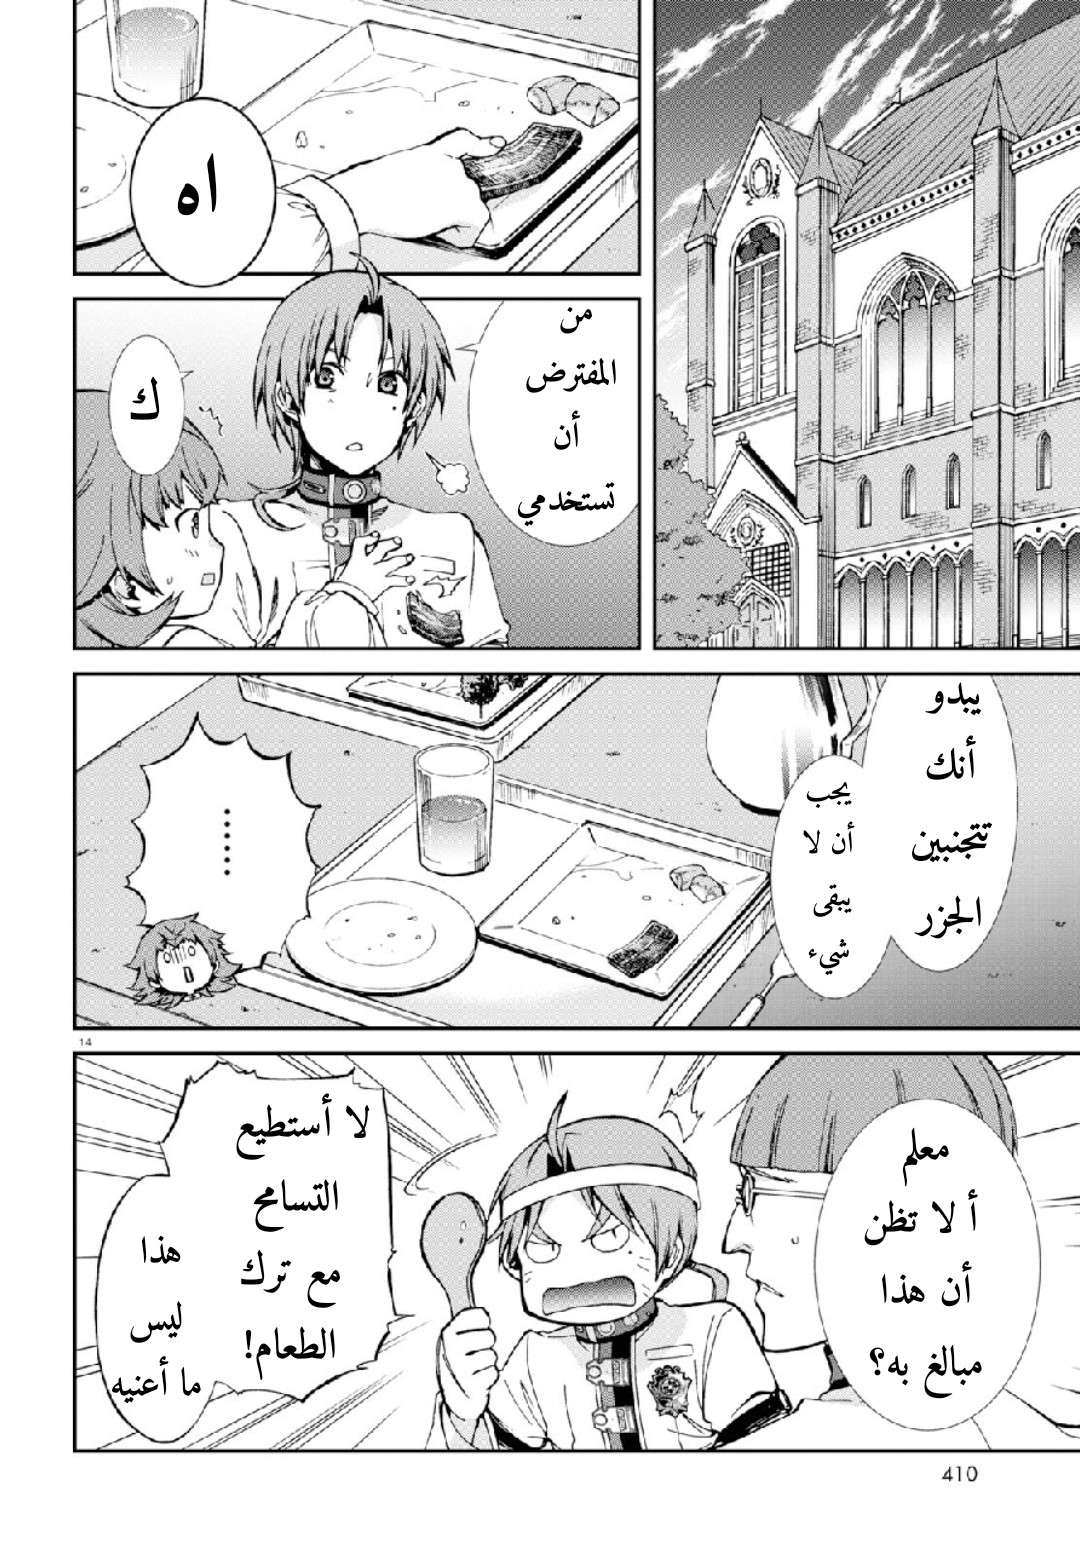 اه
من
المفترض
أن
تستخدمي
ك
يبدو
أنك
تتجنبين
الجزر
يجب
أن لا
يبقى
شيء
......
14
معلم
أ لا تظن
أن هذا
مبالغ به؟
لا أستطيع
التسامح
مع ترك
الطعام!
هذا
ليس
ما أعنيه
410